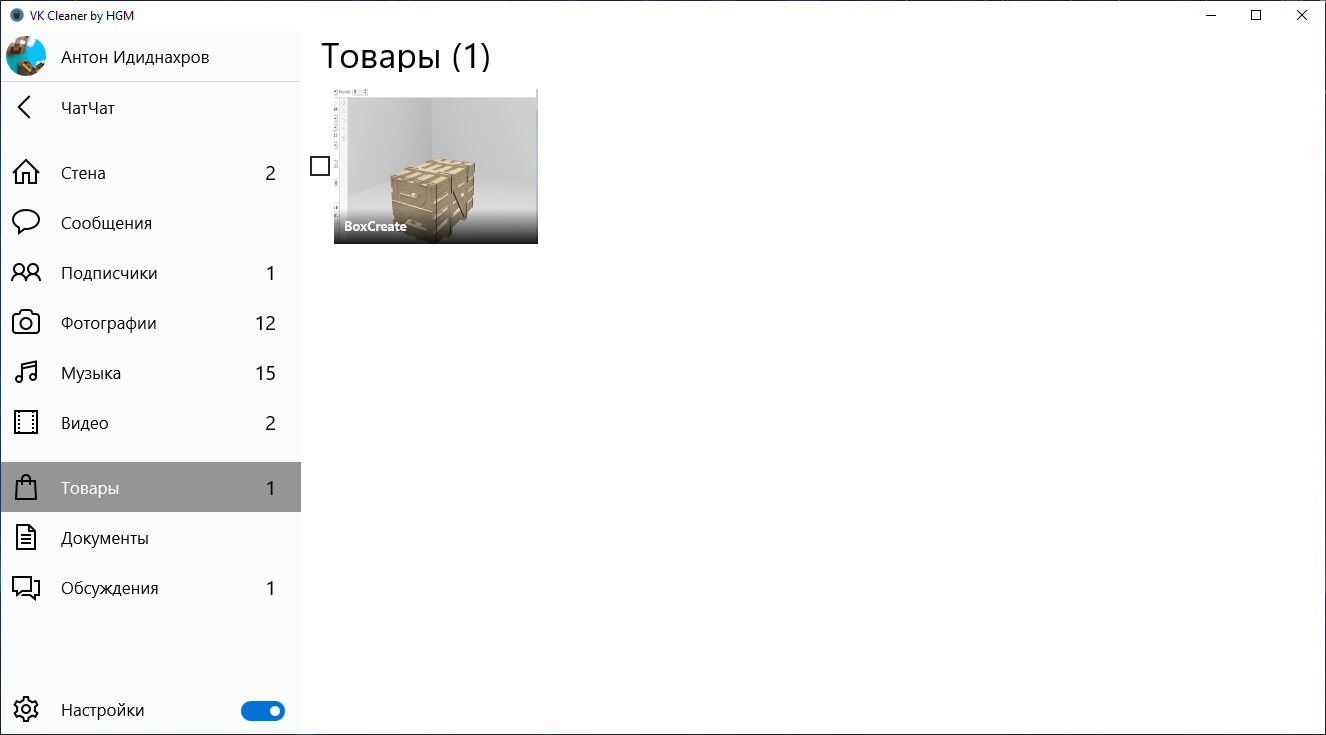 VK Cleaner by HGM
Антон Идиднахров
ЧатЧат
Стена 2
Сообщения
Подписчики 1
Фотографии 12
Музыка 15
Видео 2
Товары 1
Документы
Обсуждения 1
Настройки
Товары (1)
BoxCreate